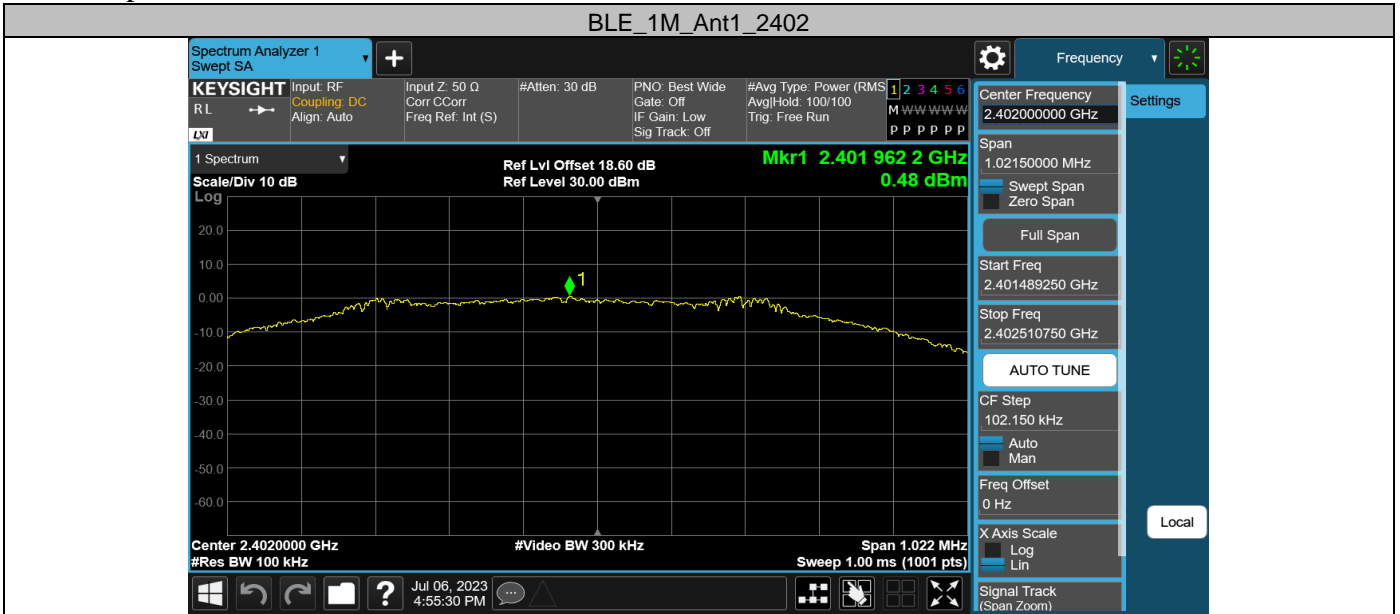 BLE_1M_Ant1_2402
Spectrum Analyzer 1
Swept SA
+
Frequency
KEYSIGHT
RL
LXI
Input: RF
Coupling: DC
Align: Auto
Input Z: 50 Ω
Corr CCorr
Freq Ref: Int (S)
#Atten: 30 dB
PNO: Best Wide
Gate: Off
IF Gain: Low
Sig Track: Off
#Avg Type: Power (RMS
Avg|Hold: 100/100
Trig: Free Run
1 2 3 4 5 6
M W W W W W
P P P P P P
1 Spectrum
Scale/Div 10 dB
Log
Ref Lvl Offset 18.60 dB
Ref Level 30.00 dBm
Mkr1 2.401 962 2 GHz
0.48 dBm
20.0
10.0
0.00
-10.0
-20.0
-30.0
-40.0
-50.0
-60.0
1
Center 2.4020000 GHz
#Res BW 100 kHz
#Video BW 300 kHz
Span 1.022 MHz
Sweep 1.00 ms (1001 pts)
Center Frequency
2.402000000 GHz
Span
1.02150000 MHz
Swept Span
Zero Span
Full Span
Start Freq
2.401489250 GHz
Stop Freq
2.402510750 GHz
AUTO TUNE
CF Step
102.150 kHz
Auto
Man
Freq Offset
0 Hz
X Axis Scale
Log
Lin
Signal Track
(Span Zoom)
Settings
Local
?
Jul 06, 2023
4:55:30 PM